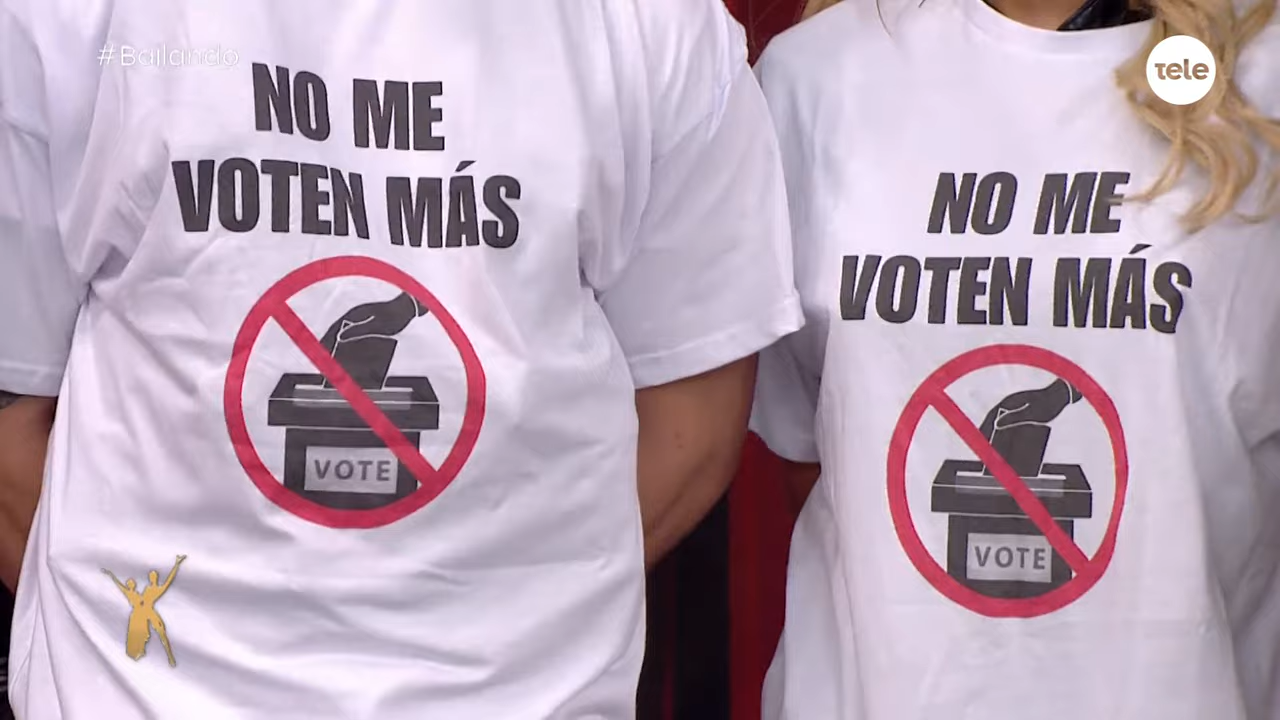 #Bailando
tele
NO ME
VOTEN MÁS
VOTE
NO ME
VOTEN MÁS
VOTE